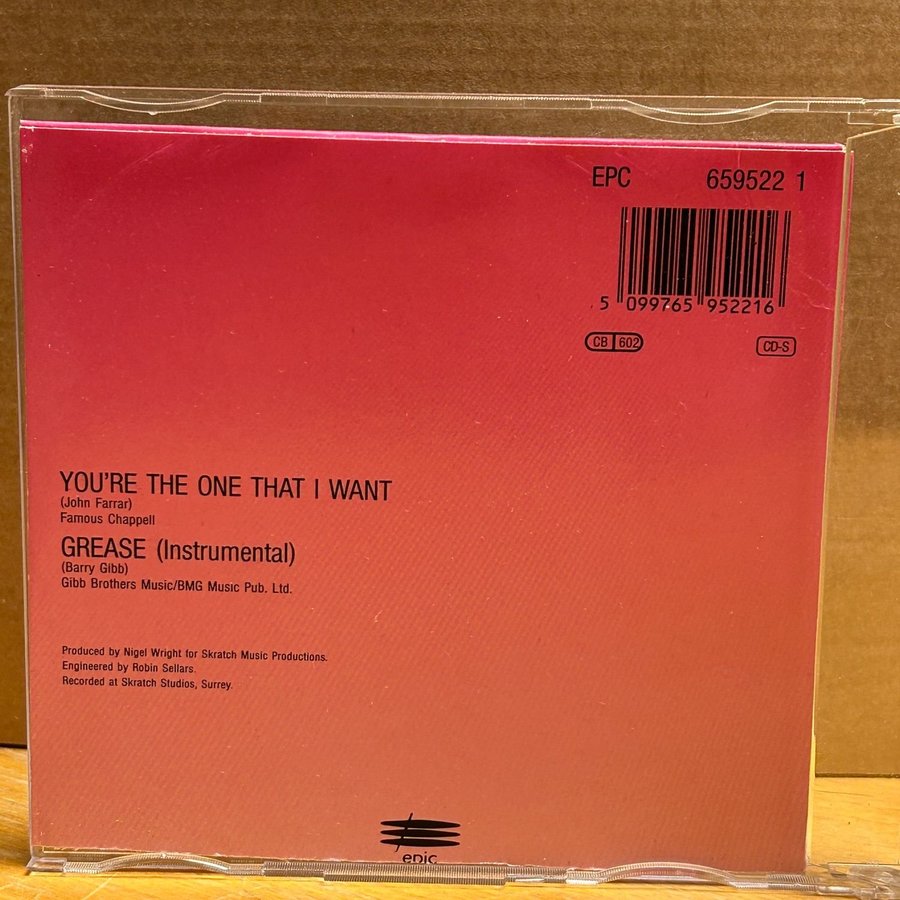 EPC 659522 1
5 099765 952216
CB 602
CD-S
YOU'RE THE ONE THAT I WANT
(John Farrar)
Famous Chappell
GREASE (Instrumental)
(Barry Gibb)
Gibb Brothers Music/BMG Music Pub. Ltd.
Produced by Nigel Wright for Skratch Music Productions.
Engineered by Robin Sellars.
Recorded at Skratch Studios, Surrey.
epic